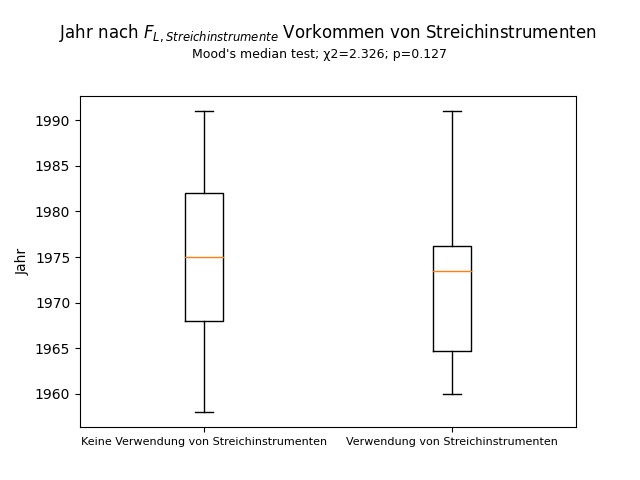 Jahr nach F_{L, Streichinstrumente} Vorkommen von Streichinstrumenten
Mood's median test; χ2=2.326; p=0.127
1990
1985
1980
1975
1970
1965
1960
Jahr
Keine Verwendung von Streichinstrumenten
Verwendung von Streichinstrumenten